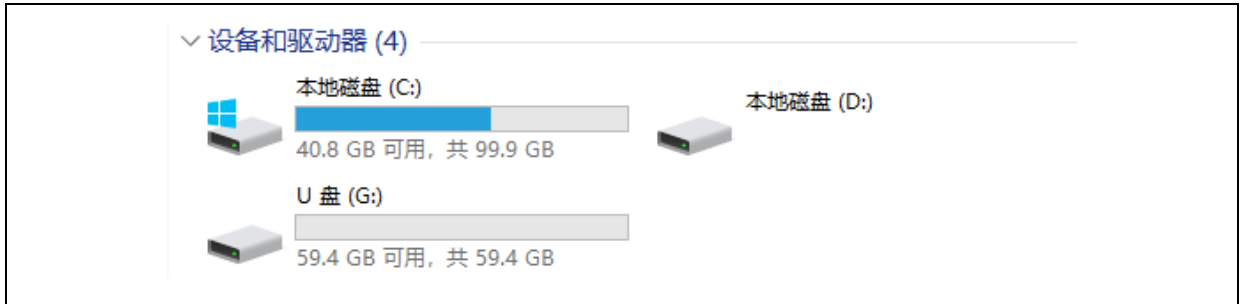 设备和驱动器 (4)
本地磁盘 (C:)
40.8 GB 可用，共 99.9 GB
本地磁盘 (D:)
U 盘 (G:)
59.4 GB 可用，共 59.4 GB